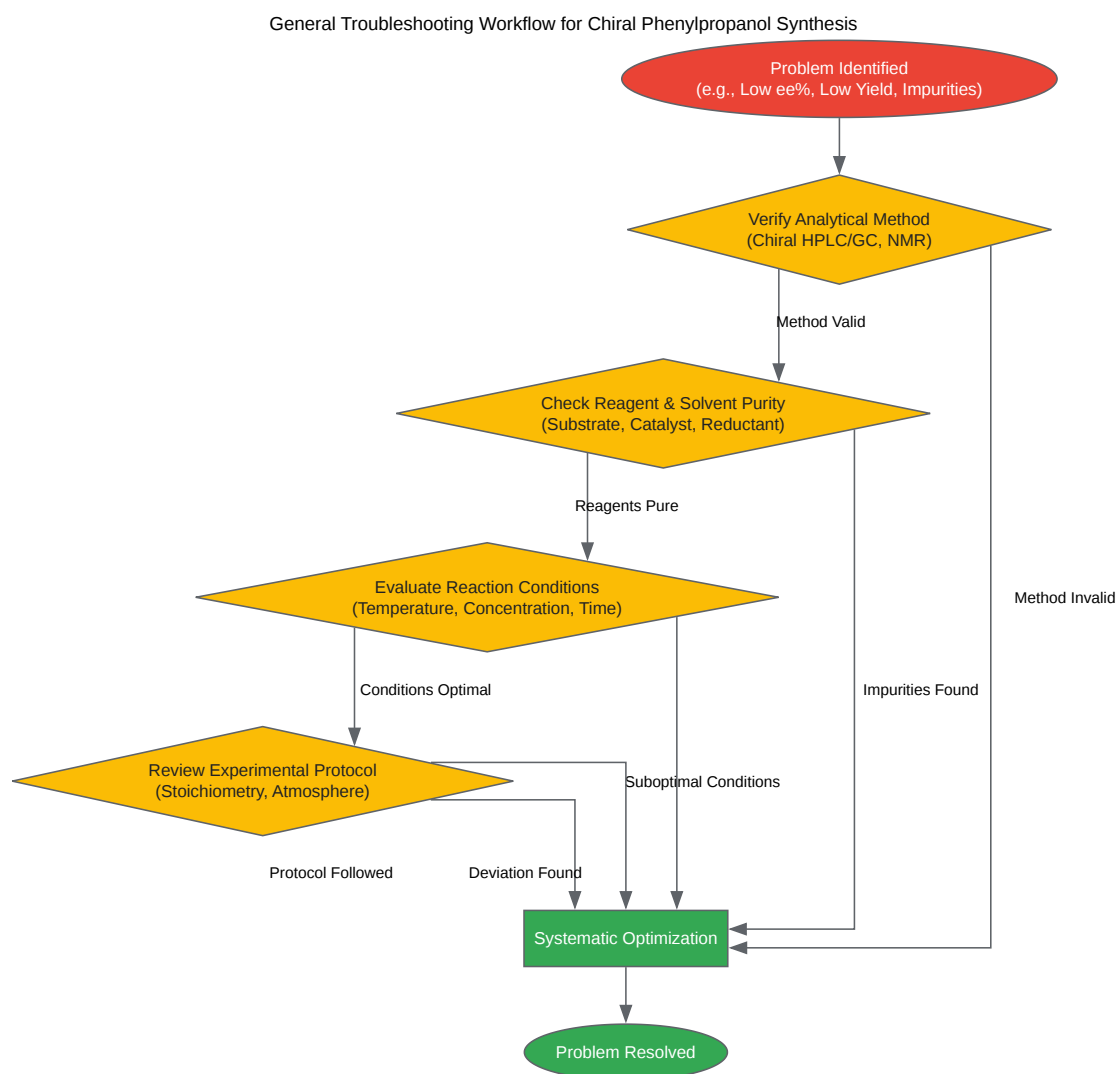 General Troubleshooting Workflow for Chiral Phenylpropanol Synthesis
Problem Identified
(e.g., Low ee%, Low Yield, Impurities)
Verify Analytical Method
(Chiral HPLC/GC, NMR)
Method Valid
Check Reagent & Solvent Purity
(Substrate, Catalyst, Reductant)
Reagents Pure
Evaluate Reaction Conditions
(Temperature, Concentration, Time)
Method Invalid
Conditions Optimal
Impurities Found
Review Experimental Protocol
(Stoichiometry, Atmosphere)
Suboptimal Conditions
Protocol Followed
Deviation Found
Systematic Optimization
Problem Resolved